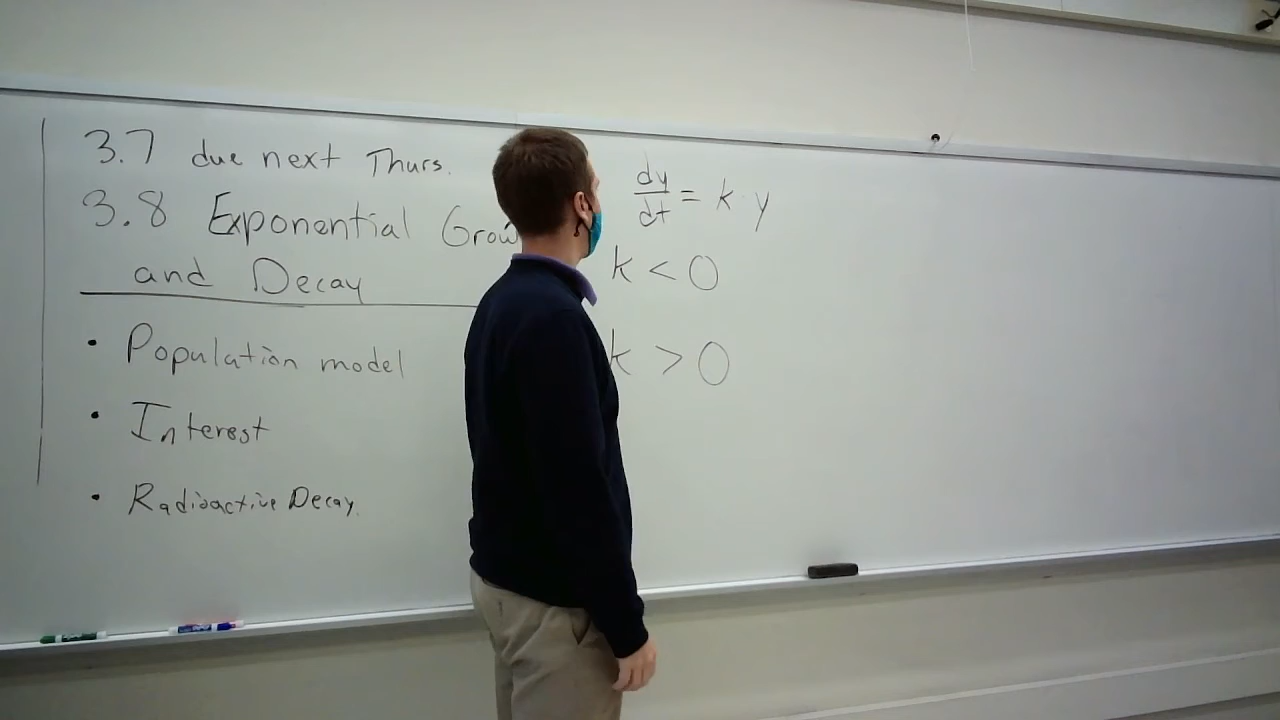 3.7 due next Thurs.
3.8 Exponential Grow
and Decay
• Population model
• Interest
• Radioactive Decay.
dy/dt = k·y
k < 0
k > 0